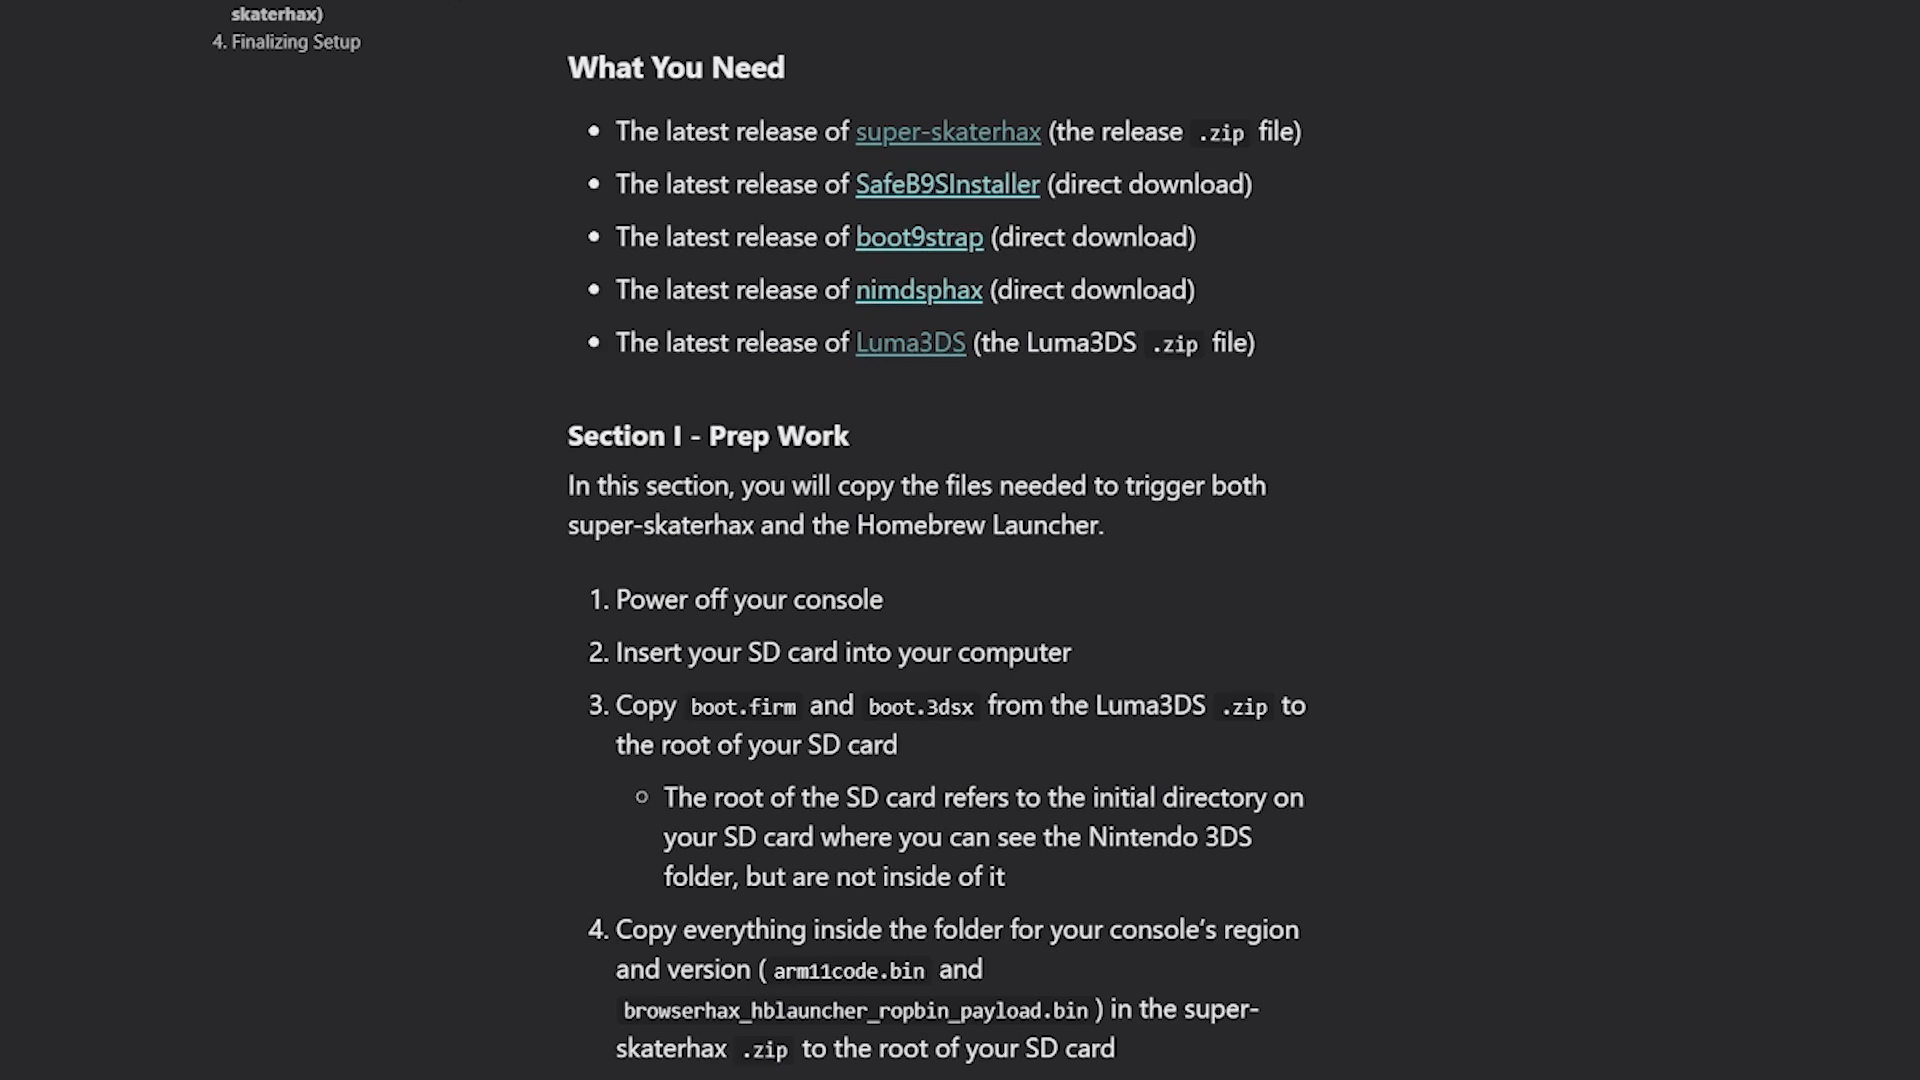 skaterhax)
4. Finalizing Setup
What You Need
• The latest release of super-skaterhax (the release .zip file)
• The latest release of SafeB9SInstaller (direct download)
• The latest release of boot9strap (direct download)
• The latest release of nimdsphax (direct download)
• The latest release of Luma3DS (the Luma3DS .zip file)
Section I - Prep Work
In this section, you will copy the files needed to trigger both
super-skaterhax and the Homebrew Launcher.
1. Power off your console
2. Insert your SD card into your computer
3. Copy boot.firm and boot.3dsx from the Luma3DS .zip to
the root of your SD card
○ The root of the SD card refers to the initial directory on
your SD card where you can see the Nintendo 3DS
folder, but are not inside of it
4. Copy everything inside the folder for your console’s region
and version ( arm11code.bin and
browserhax_hblauncher_ropbin_payload.bin ) in the super-
skaterhax .zip to the root of your SD card